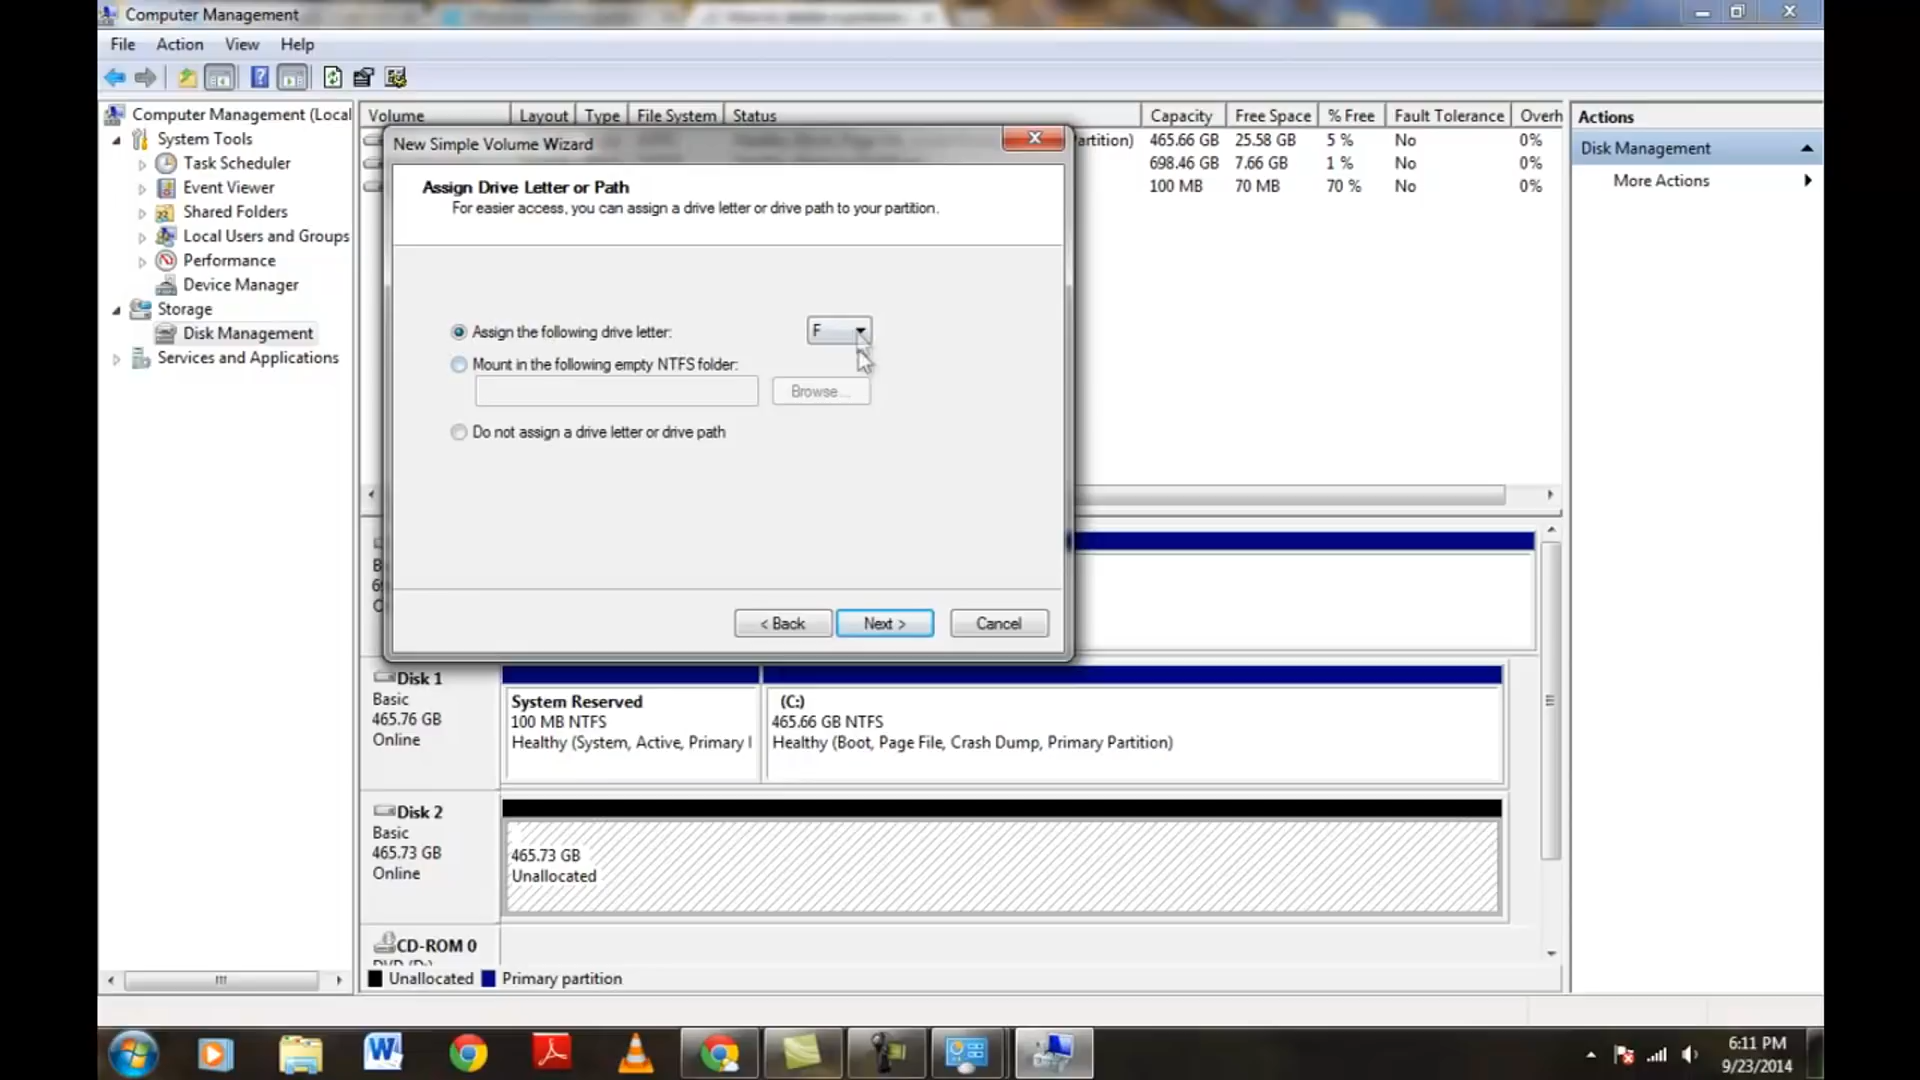 Computer Management
File Action View Help
Computer Management (Local
System Tools
Task Scheduler
Event Viewer
Shared Folders
Local Users and Groups
Performance
Device Manager
Storage
Disk Management
Services and Applications
Volume Layout Type File System Status Capacity Free Space % Free Fault Tolerance Overh
Partition) 465.66 GB 25.58 GB 5 % No 0%
698.46 GB 7.66 GB 1 % No 0%
100 MB 70 MB 70 % No 0%
New Simple Volume Wizard
Assign Drive Letter or Path
For easier access, you can assign a drive letter or drive path to your partition.
Assign the following drive letter: F
Mount in the following empty NTFS folder:
Browse...
Do not assign a drive letter or drive path
< Back Next > Cancel
Disk 1
Basic
465.76 GB
Online
System Reserved
100 MB NTFS
Healthy (System, Active, Primary
(C:)
465.66 GB NTFS
Healthy (Boot, Page File, Crash Dump, Primary Partition)
Disk 2
Basic
465.73 GB
Online
465.73 GB
Unallocated
CD-ROM 0
Unallocated Primary partition
Actions
Disk Management
More Actions
6:11 PM
9/23/2014